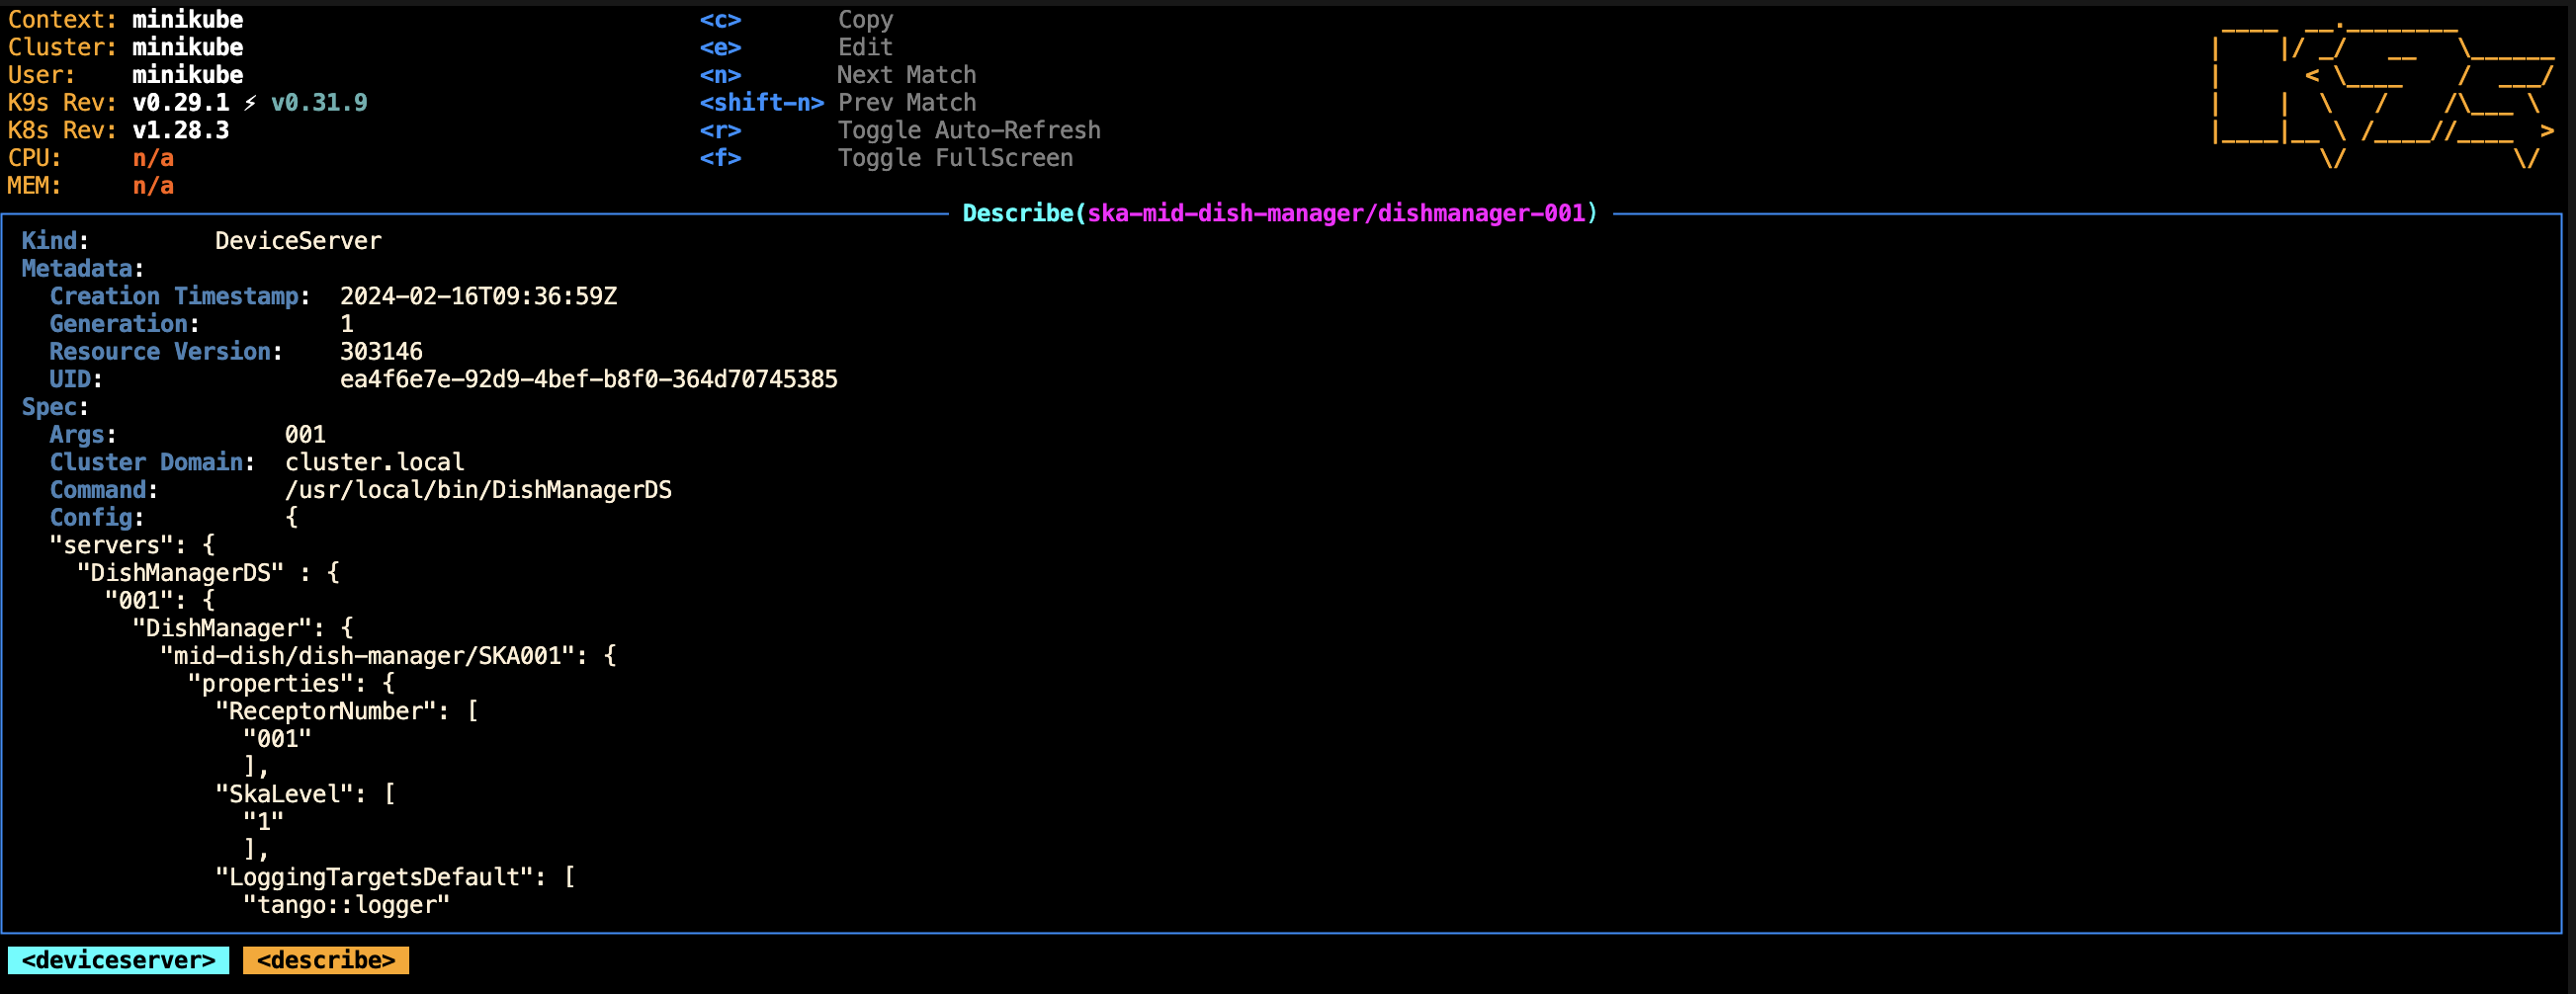 Context: minikube
Cluster: minikube
User: minikube
K9s Rev: v0.29.1 ⚡ v0.31.9
K8s Rev: v1.28.3
CPU: n/a
MEM: n/a
<c> Copy
<e> Edit
<n> Next Match
<shift-n> Prev Match
<r> Toggle Auto-Refresh
<f> Toggle FullScreen
K9s
Describe(ska-mid-dish-manager/dishmanager-001)
Kind: DeviceServer
Metadata:
Creation Timestamp: 2024-02-16T09:36:59Z
Generation: 1
Resource Version: 303146
UID: ea4f6e7e-92d9-4bef-b8f0-364d70745385
Spec:
Args: 001
Cluster Domain: cluster.local
Command: /usr/local/bin/DishManagerDS
Config: {
"servers": {
"DishManagerDS" : {
"001": {
"DishManager": {
"mid-dish/dish-manager/SKA001": {
"properties": {
"ReceptorNumber": [
"001"
],
"SkaLevel": [
"1"
],
"LoggingTargetsDefault": [
"tango::logger"
<deviceserver> <describe>